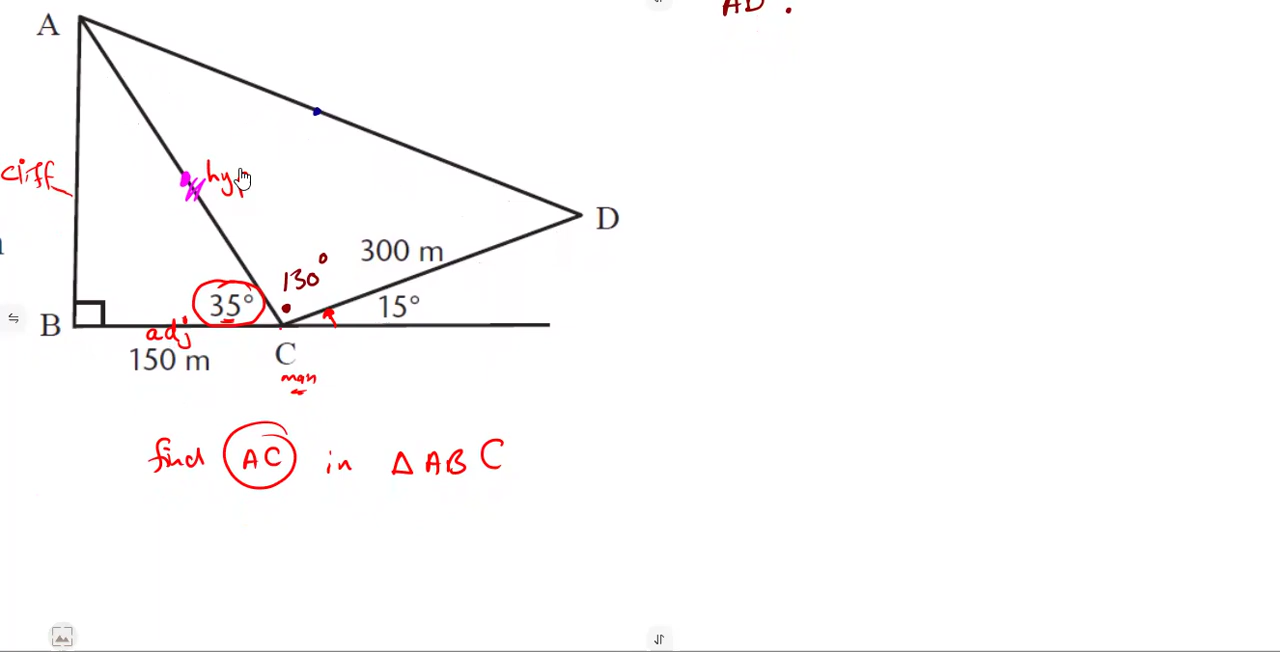 AD .
A
cliff
hyp
D
300 m
130°
35°
15°
B
adj
150 m
C
man
find AC in △ ABC